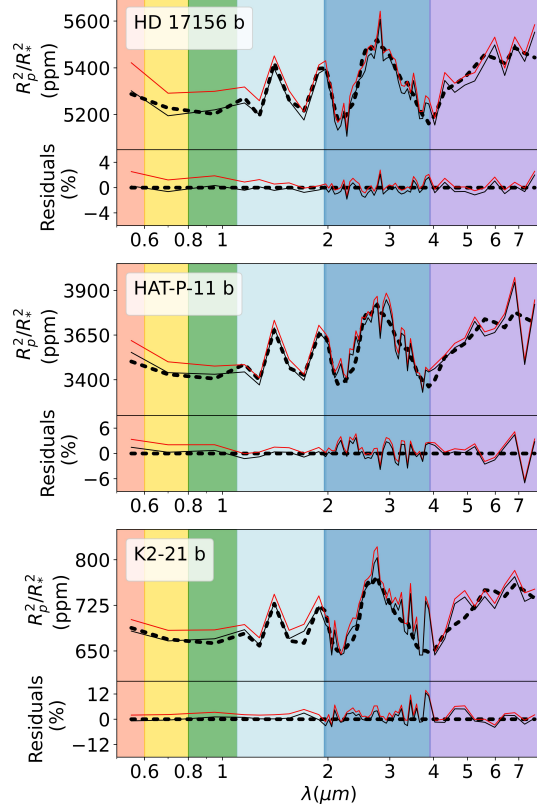 HD 17156 b
5600
5400
5200
R_p^2/R_*^2
(ppm)
4
0
−4
Residuals
(%)
0.6 1 2 3 4 5 6 7
HAT-P-11 b
3900
3650
3400
R_p^2/R_*^2
(ppm)
6
0
−6
Residuals
(%)
0.6 0.8 1 2 3 4 5 6 7
K2-21 b
800
725
650
R_p^2/R_*^2
(ppm)
12
0
−12
Residuals
(%)
0.6 0.8 1 2 3 4 5 6 7
λ(μm)